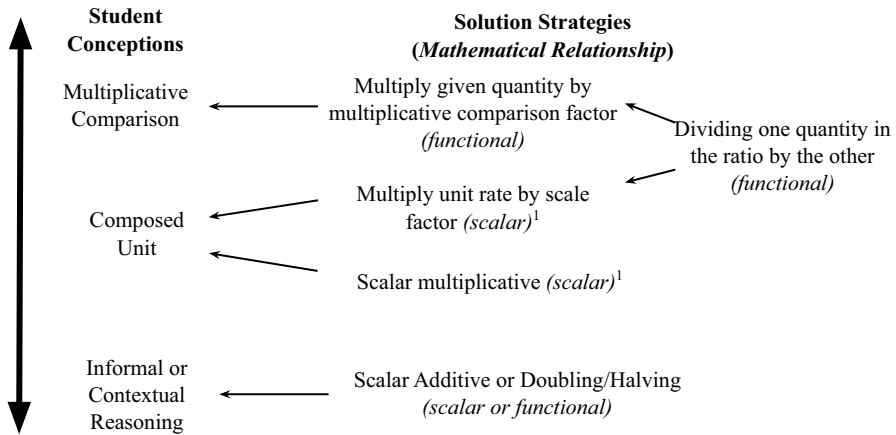 Student
Conceptions
Solution Strategies
(Mathematical Relationship)
Multiplicative
Comparison
Multiply given quantity by
multiplicative comparison factor
(functional)
Dividing one quantity in
the ratio by the other
(functional)
Composed
Unit
Multiply unit rate by scale
factor (scalar)¹
Scalar multiplicative (scalar)¹
Informal or
Contextual
Reasoning
Scalar Additive or Doubling/Halving
(scalar or functional)